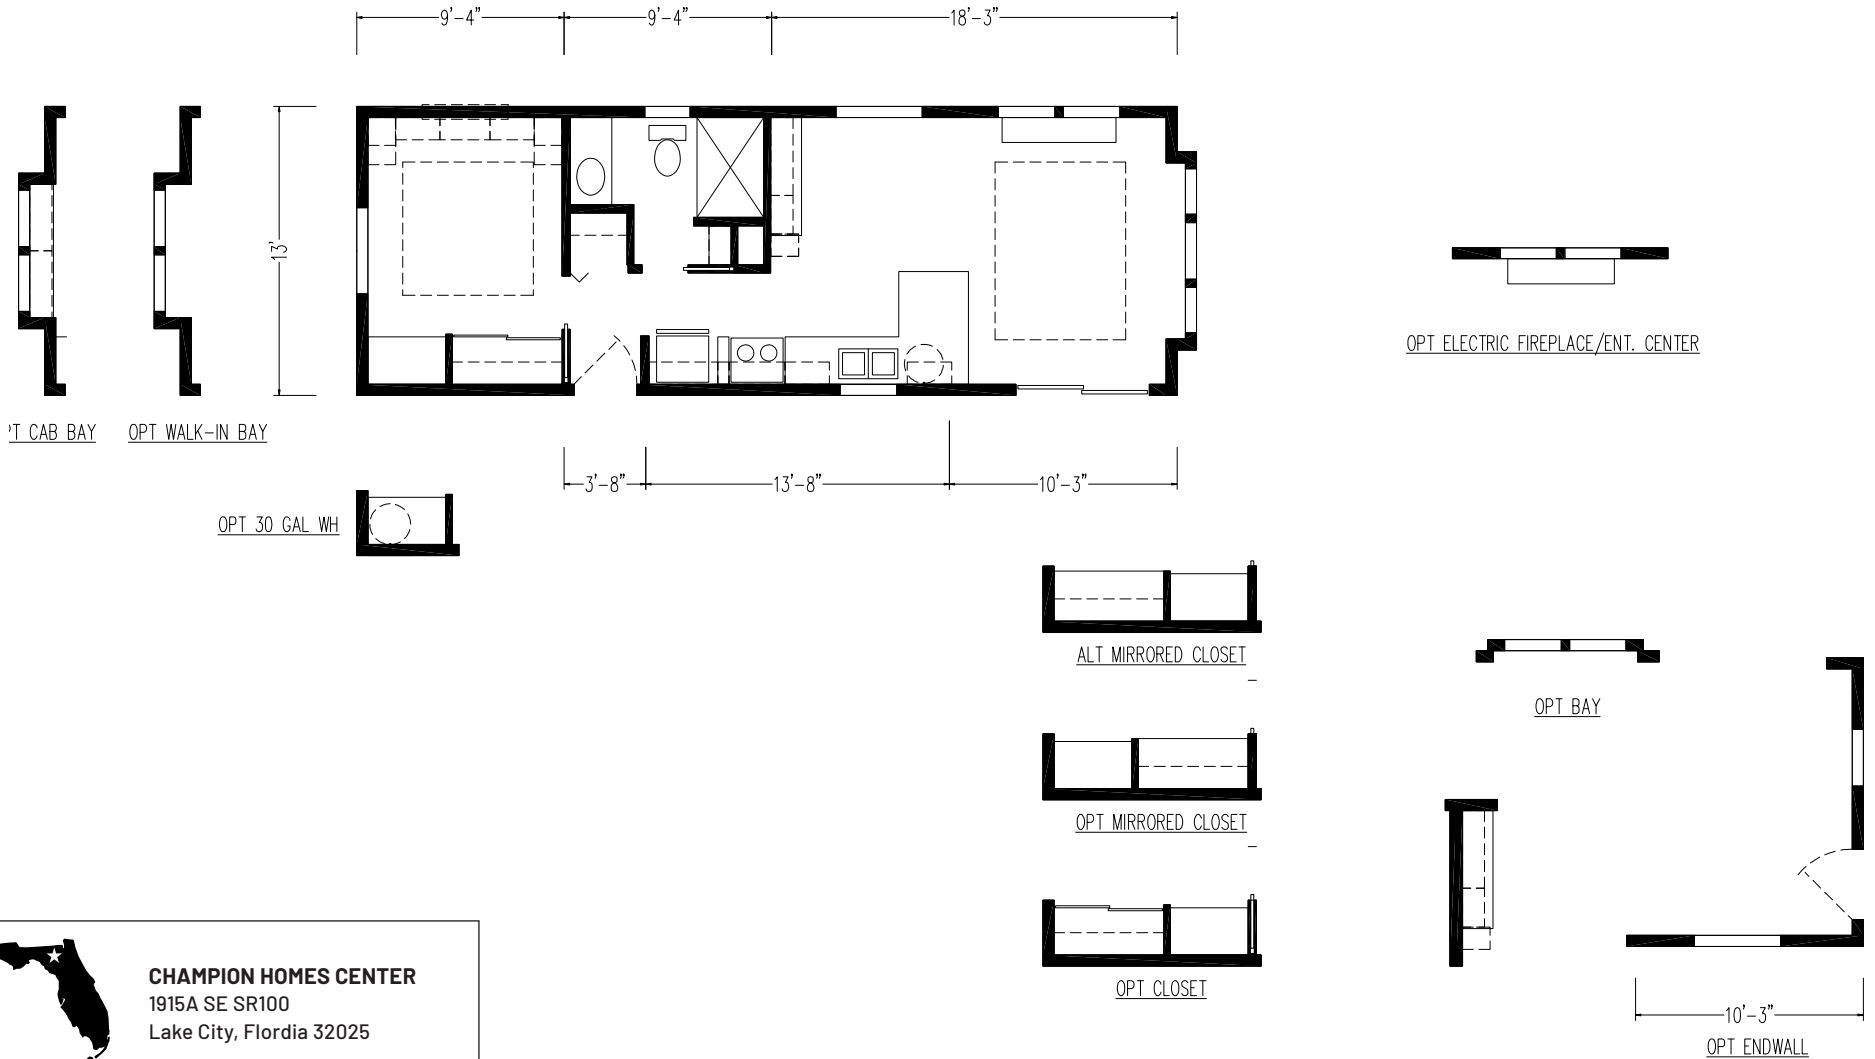 9'-4"
9'-4"
18'-3"
13'
OPT ELECTRIC FIREPLACE/ENT. CENTER
T CAB BAY
OPT WALK-IN BAY
3'-8"
13'-8"
10'-3"
OPT 30 GAL WH
ALT MIRRORED CLOSET
OPT BAY
OPT MIRRORED CLOSET
OPT CLOSET
CHAMPION HOMES CENTER
1915A SE SR100
Lake City, Flordia 32025
10'-3"
OPT ENDWALL